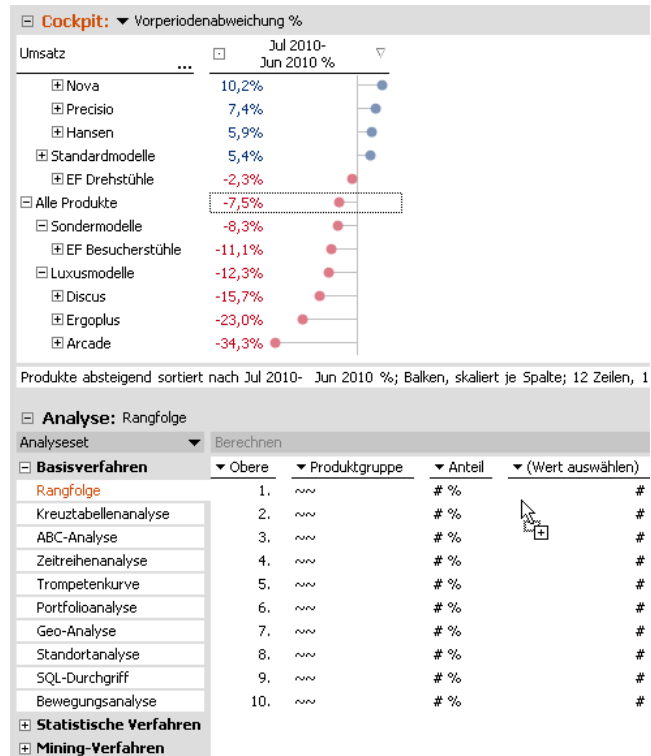 Cockpit: Vorperiodenabweichung %
Umsatz ... Jul 2010-
Jun 2010 %
Nova 10,2%
Precisio 7,4%
Hansen 5,9%
Standardmodelle 5,4%
EF Drehstühle -2,3%
Alle Produkte -7,5%
Sondermodelle -8,3%
EF Besucherstühle -11,1%
Luxusmodelle -12,3%
Discus -15,7%
Ergoplus -23,0%
Arcade -34,3%
Produkte absteigend sortiert nach Jul 2010- Jun 2010 %; Balken, skaliert je Spalte; 12 Zeilen, 1
Analyse: Rangfolge
Analyseset Berechnen
Basisverfahren Obere Produktgruppe Anteil (Wert auswählen)
Rangfolge 1. ~~ # % #
Kreuztabellenanalyse 2. ~~ # % #
ABC-Analyse 3. ~~ # % #
Zeitreihenanalyse 4. ~~ # % #
Trompetenkurve 5. ~~ # % #
Portfolioanalyse 6. ~~ # % #
Geo-Analyse 7. ~~ # % #
Standortanalyse 8. ~~ # % #
SQL-Durchgriff 9. ~~ # % #
Bewegungsanalyse 10. ~~ # % #
Statistische Verfahren
Mining-Verfahren